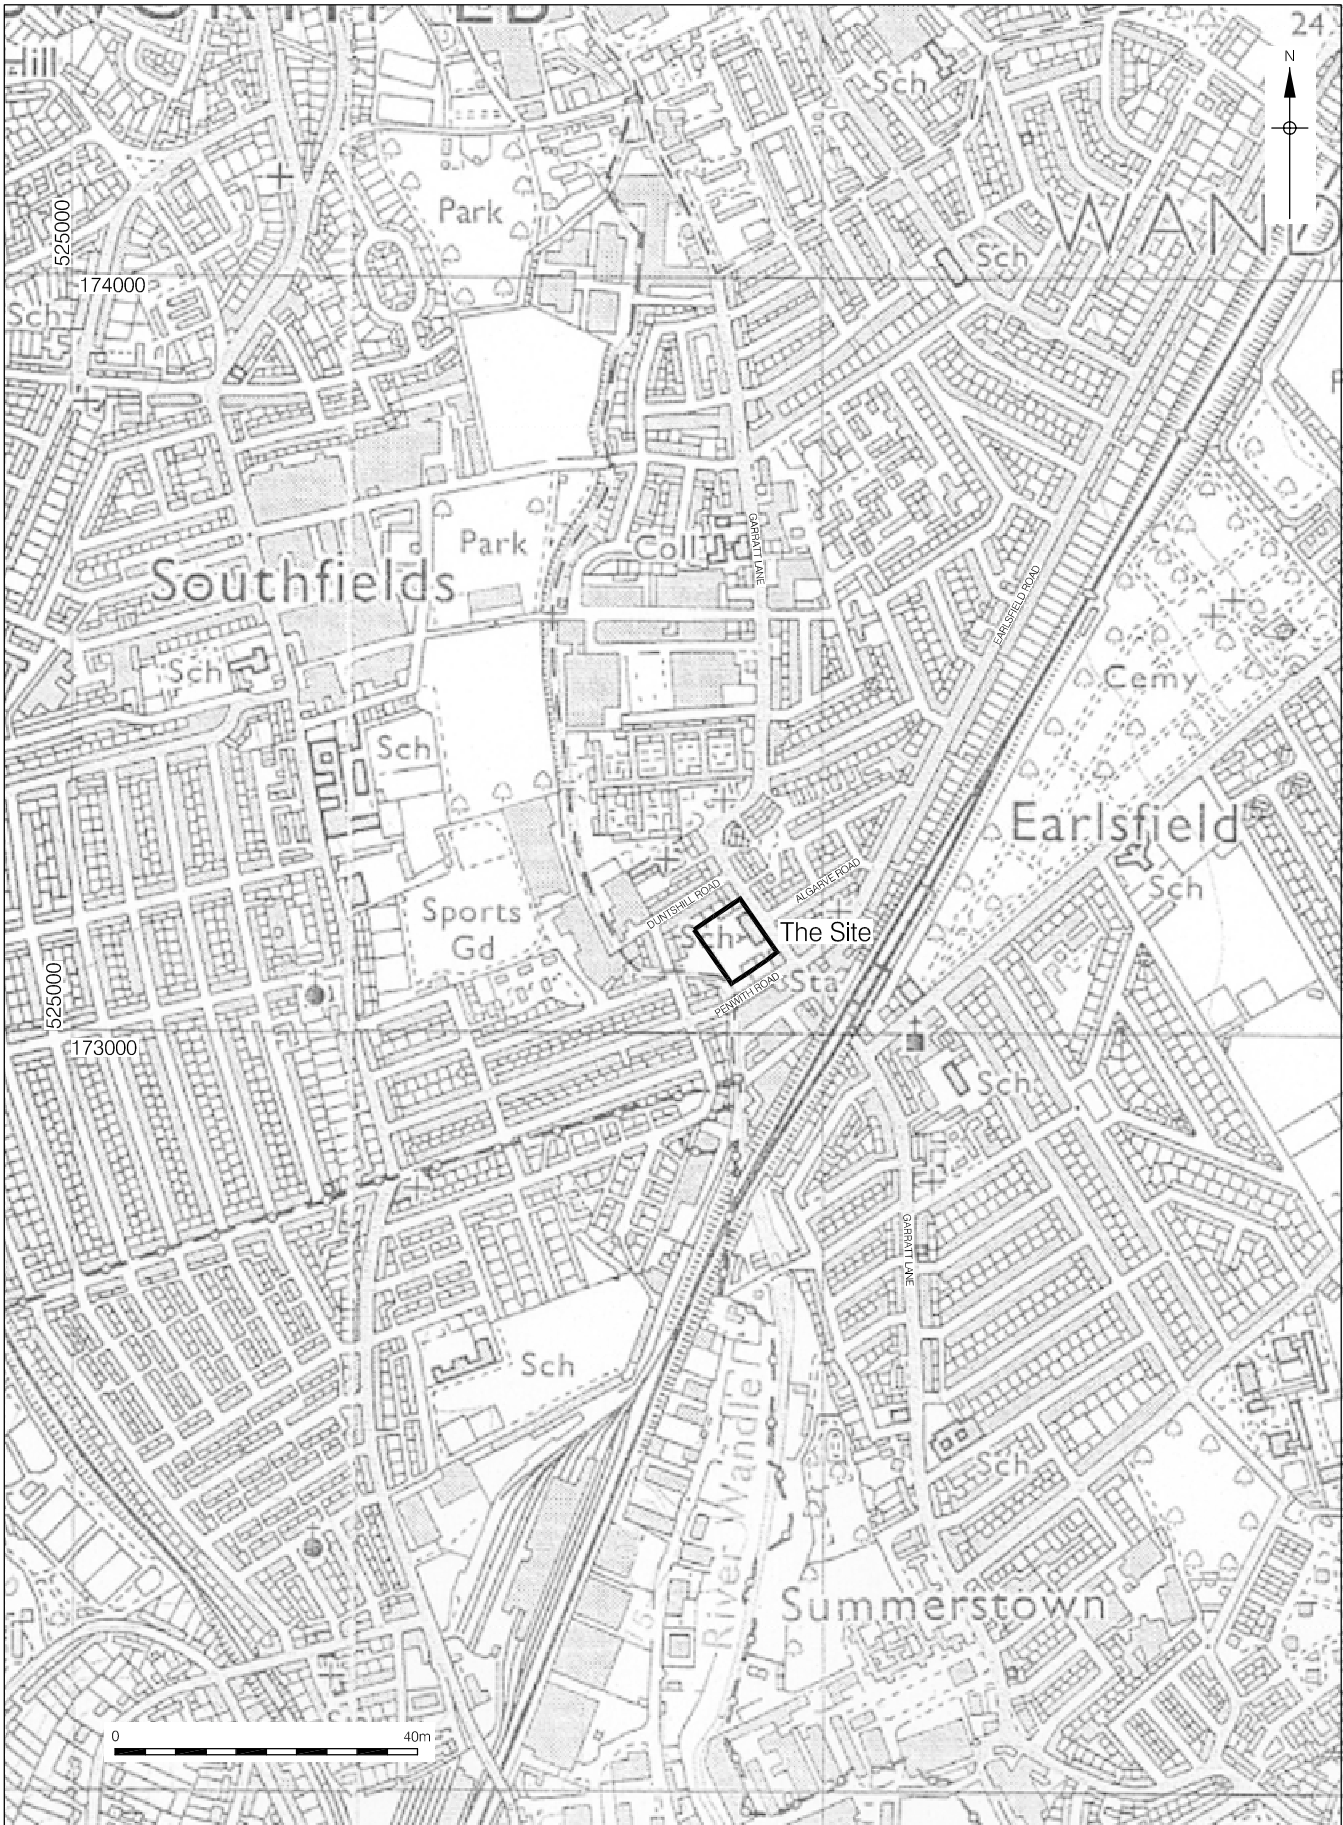 24
N
Hill
Sch
Park
525000
WAND
Sch
174000
Sch
Park
Coll
GARRATT LANE
Southfields
EARLSFIELD ROAD
Sch
Cemy
Sch
Earlsfield
Sch
ALGARVE ROAD
DUNTSHILL ROAD
Sports
Gd
Sch
The Site
Sta
PENWITH ROAD
525000
173000
Sch
GARRATT LANE
Sch
River Wandle
Sch
Summerstown
0 40m